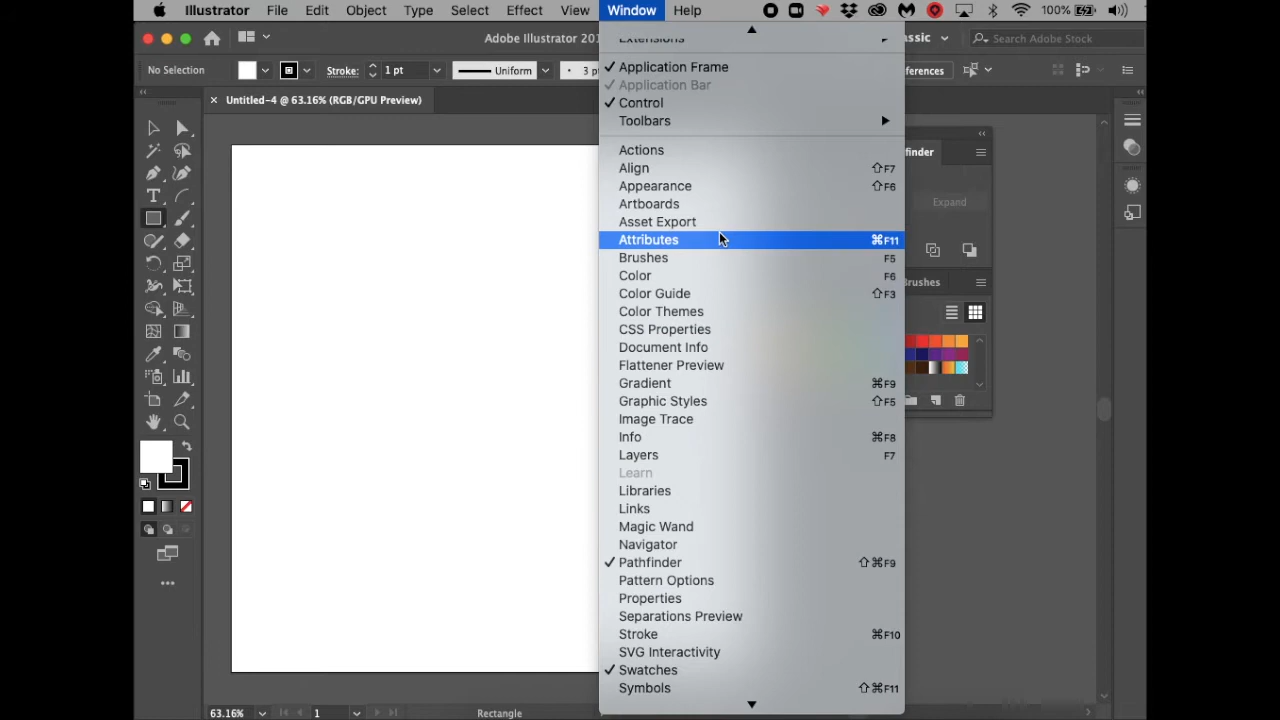 Illustrator File Edit Object Type Select Effect View Window Help 100%
Adobe Illustrator 201
Search Adobe Stock
No Selection Stroke: 1 pt Uniform 3 p
Untitled-4 @ 63.16% (RGB/GPU Preview)
Extensions
Application Frame
Application Bar
Control
Toolbars
Actions
Align ⇧F7
Appearance ⇧F6
Artboards
Asset Export
Attributes ⌘F11
Brushes F5
Color F6
Color Guide ⇧F3
Color Themes
CSS Properties
Document Info
Flattener Preview
Gradient ⌘F9
Graphic Styles ⇧F5
Image Trace
Info ⌘F8
Layers F7
Learn
Libraries
Links
Magic Wand
Navigator
Pathfinder ⇧⌘F9
Pattern Options
Properties
Separations Preview
Stroke ⌘F10
SVG Interactivity
Swatches
Symbols ⇧⌘F11
assic
erences
finder
Expand
Brushes
63.16% 1 Rectangle